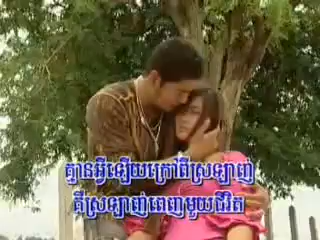 គ្មានអ្វីឡើយក្រៅពីស្រឡាញ់
គឺស្រឡាញ់ពេញមួយជីវិត